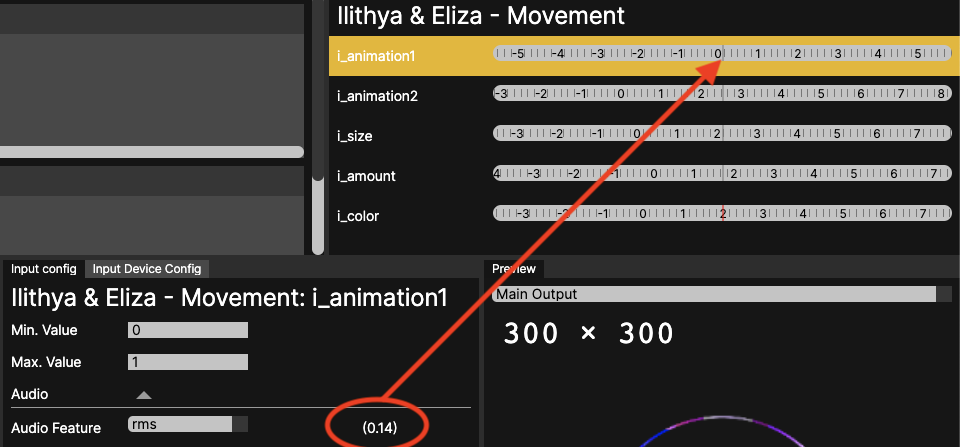 Ilithya & Eliza - Movement
i_animation1 -5 -4 -3 -2 -1 0 1 2 3 4 5
i_animation2 -3 -2 -1 0 1 2 3 4 5 6 7 8
i_size -3 -2 -1 0 1 2 3 4 5 6 7
i_amount 4 -3 -2 -1 0 1 2 3 4 5 6 7
i_color -3 -2 -1 0 1 2 3 4 5 6 7
Input config Input Device Config
Ilithya & Eliza - Movement: i_animation1
Min. Value 0
Max. Value 1
Audio
Audio Feature rms (0.14)
Preview
Main Output
300 × 300